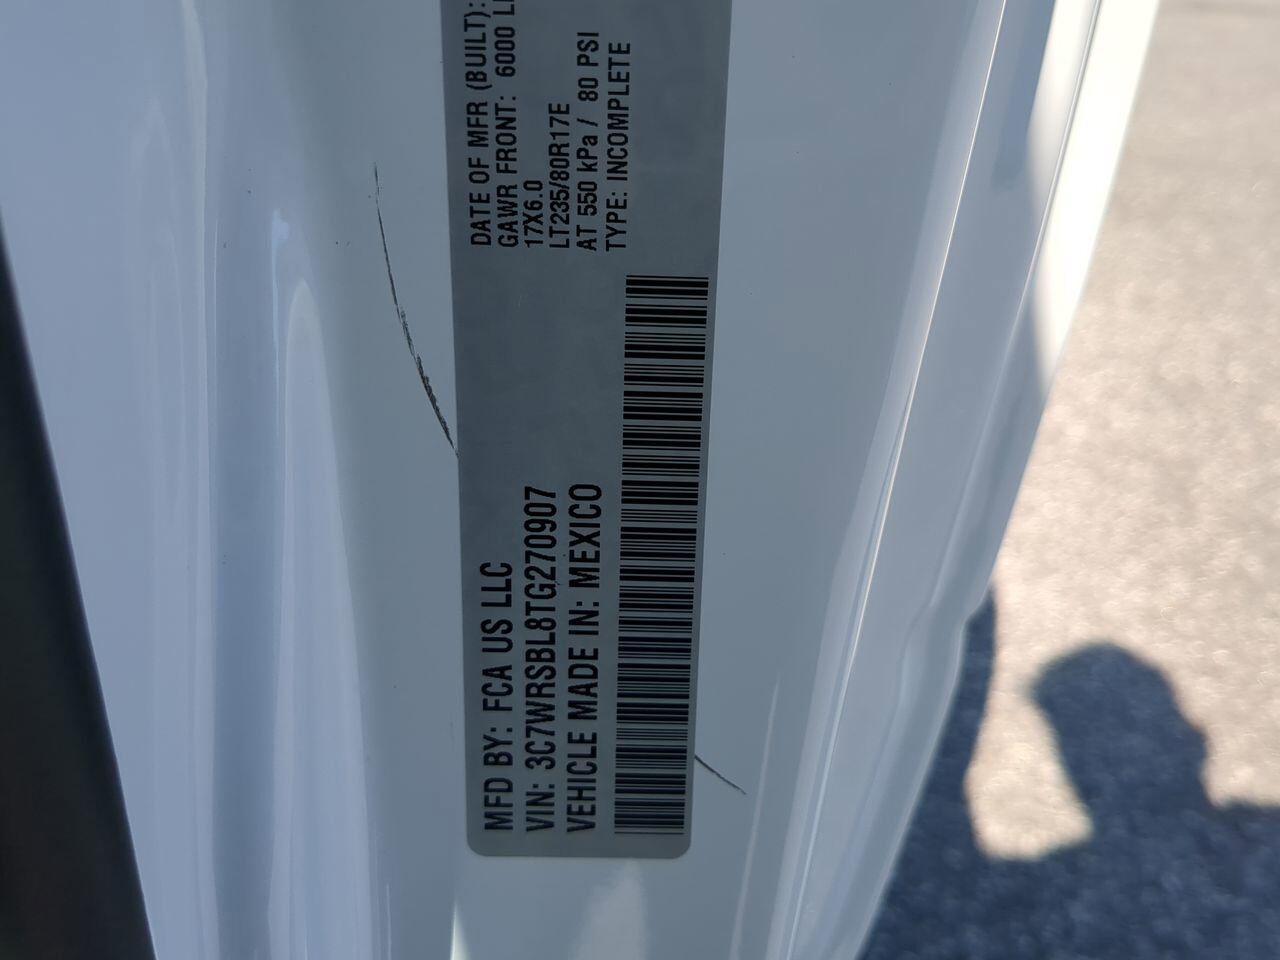 MFD BY: FCA US LLC
VIN: 3C7WRSBL8TG270907
VEHICLE MADE IN: MEXICO
DATE OF MFR (BUILT):
GAWR FRONT: 6000
17X6.0
LT235/80R17E
AT 550 kPa / 80 PSI
TYPE: INCOMPLETE